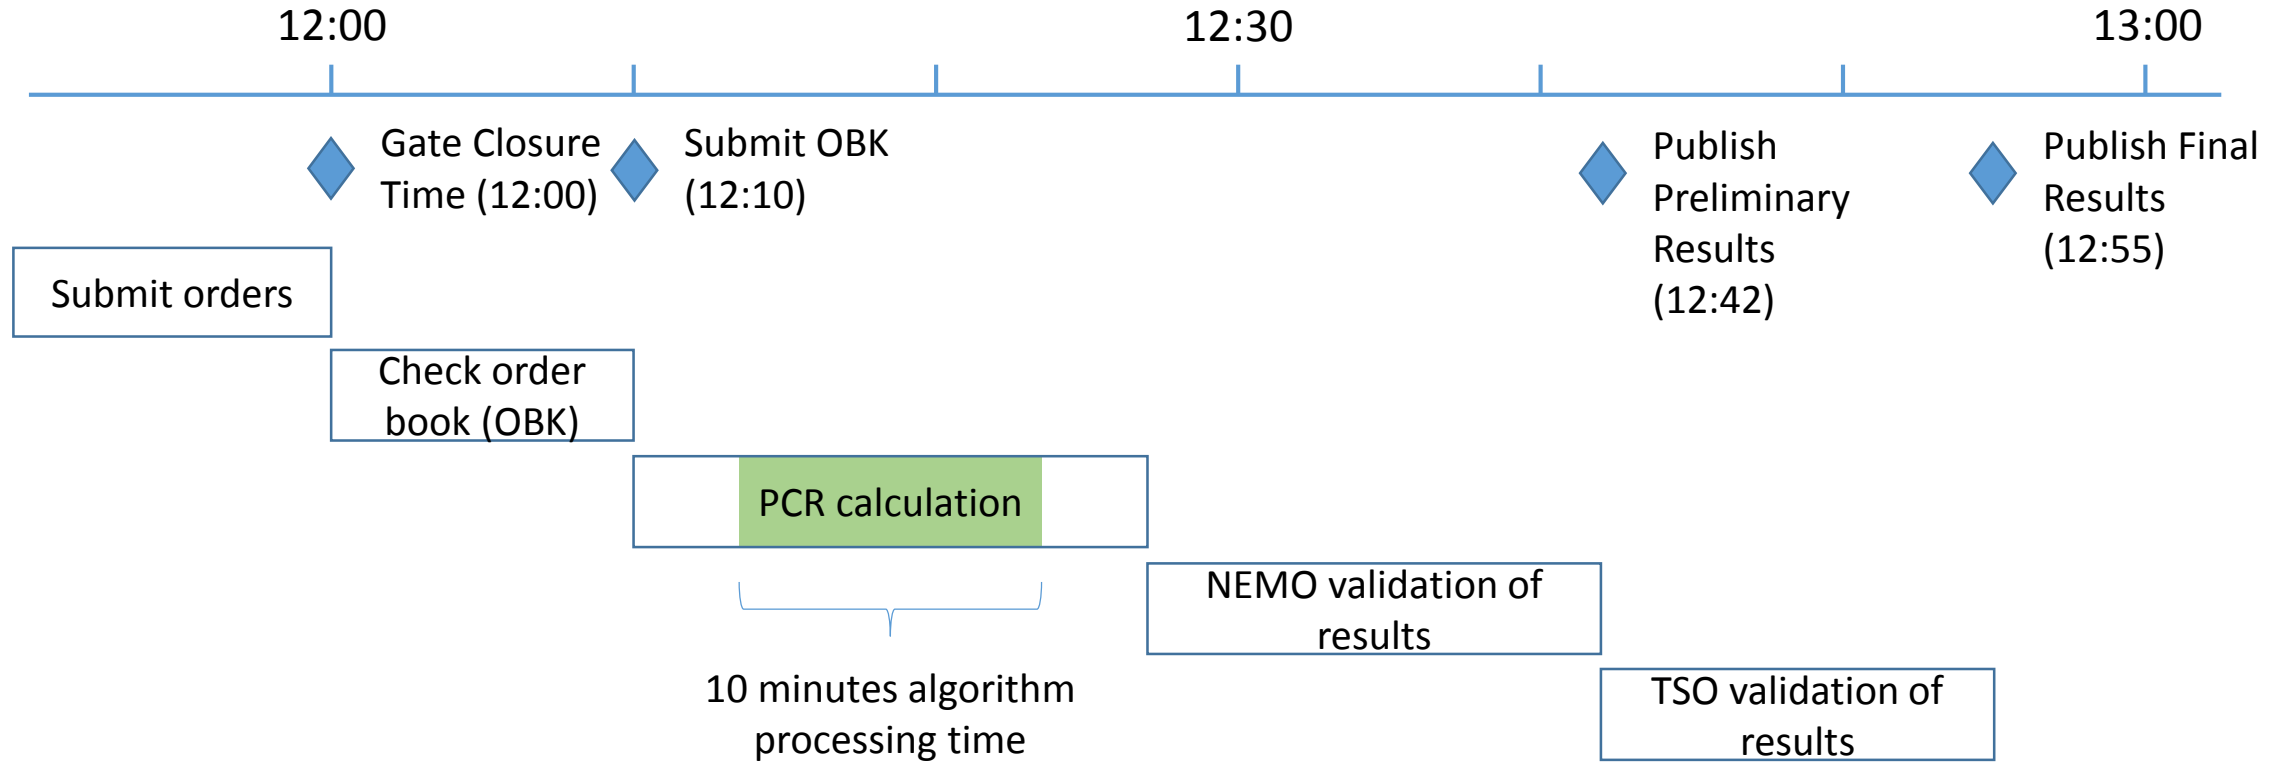 12:00
12:30
13:00
Gate Closure
Time (12:00)
Submit OBK
(12:10)
Publish
Preliminary
Results
(12:42)
Publish Final
Results
(12:55)
Submit orders
Check order
book (OBK)
PCR calculation
NEMO validation of
results
10 minutes algorithm
processing time
TSO validation of
results